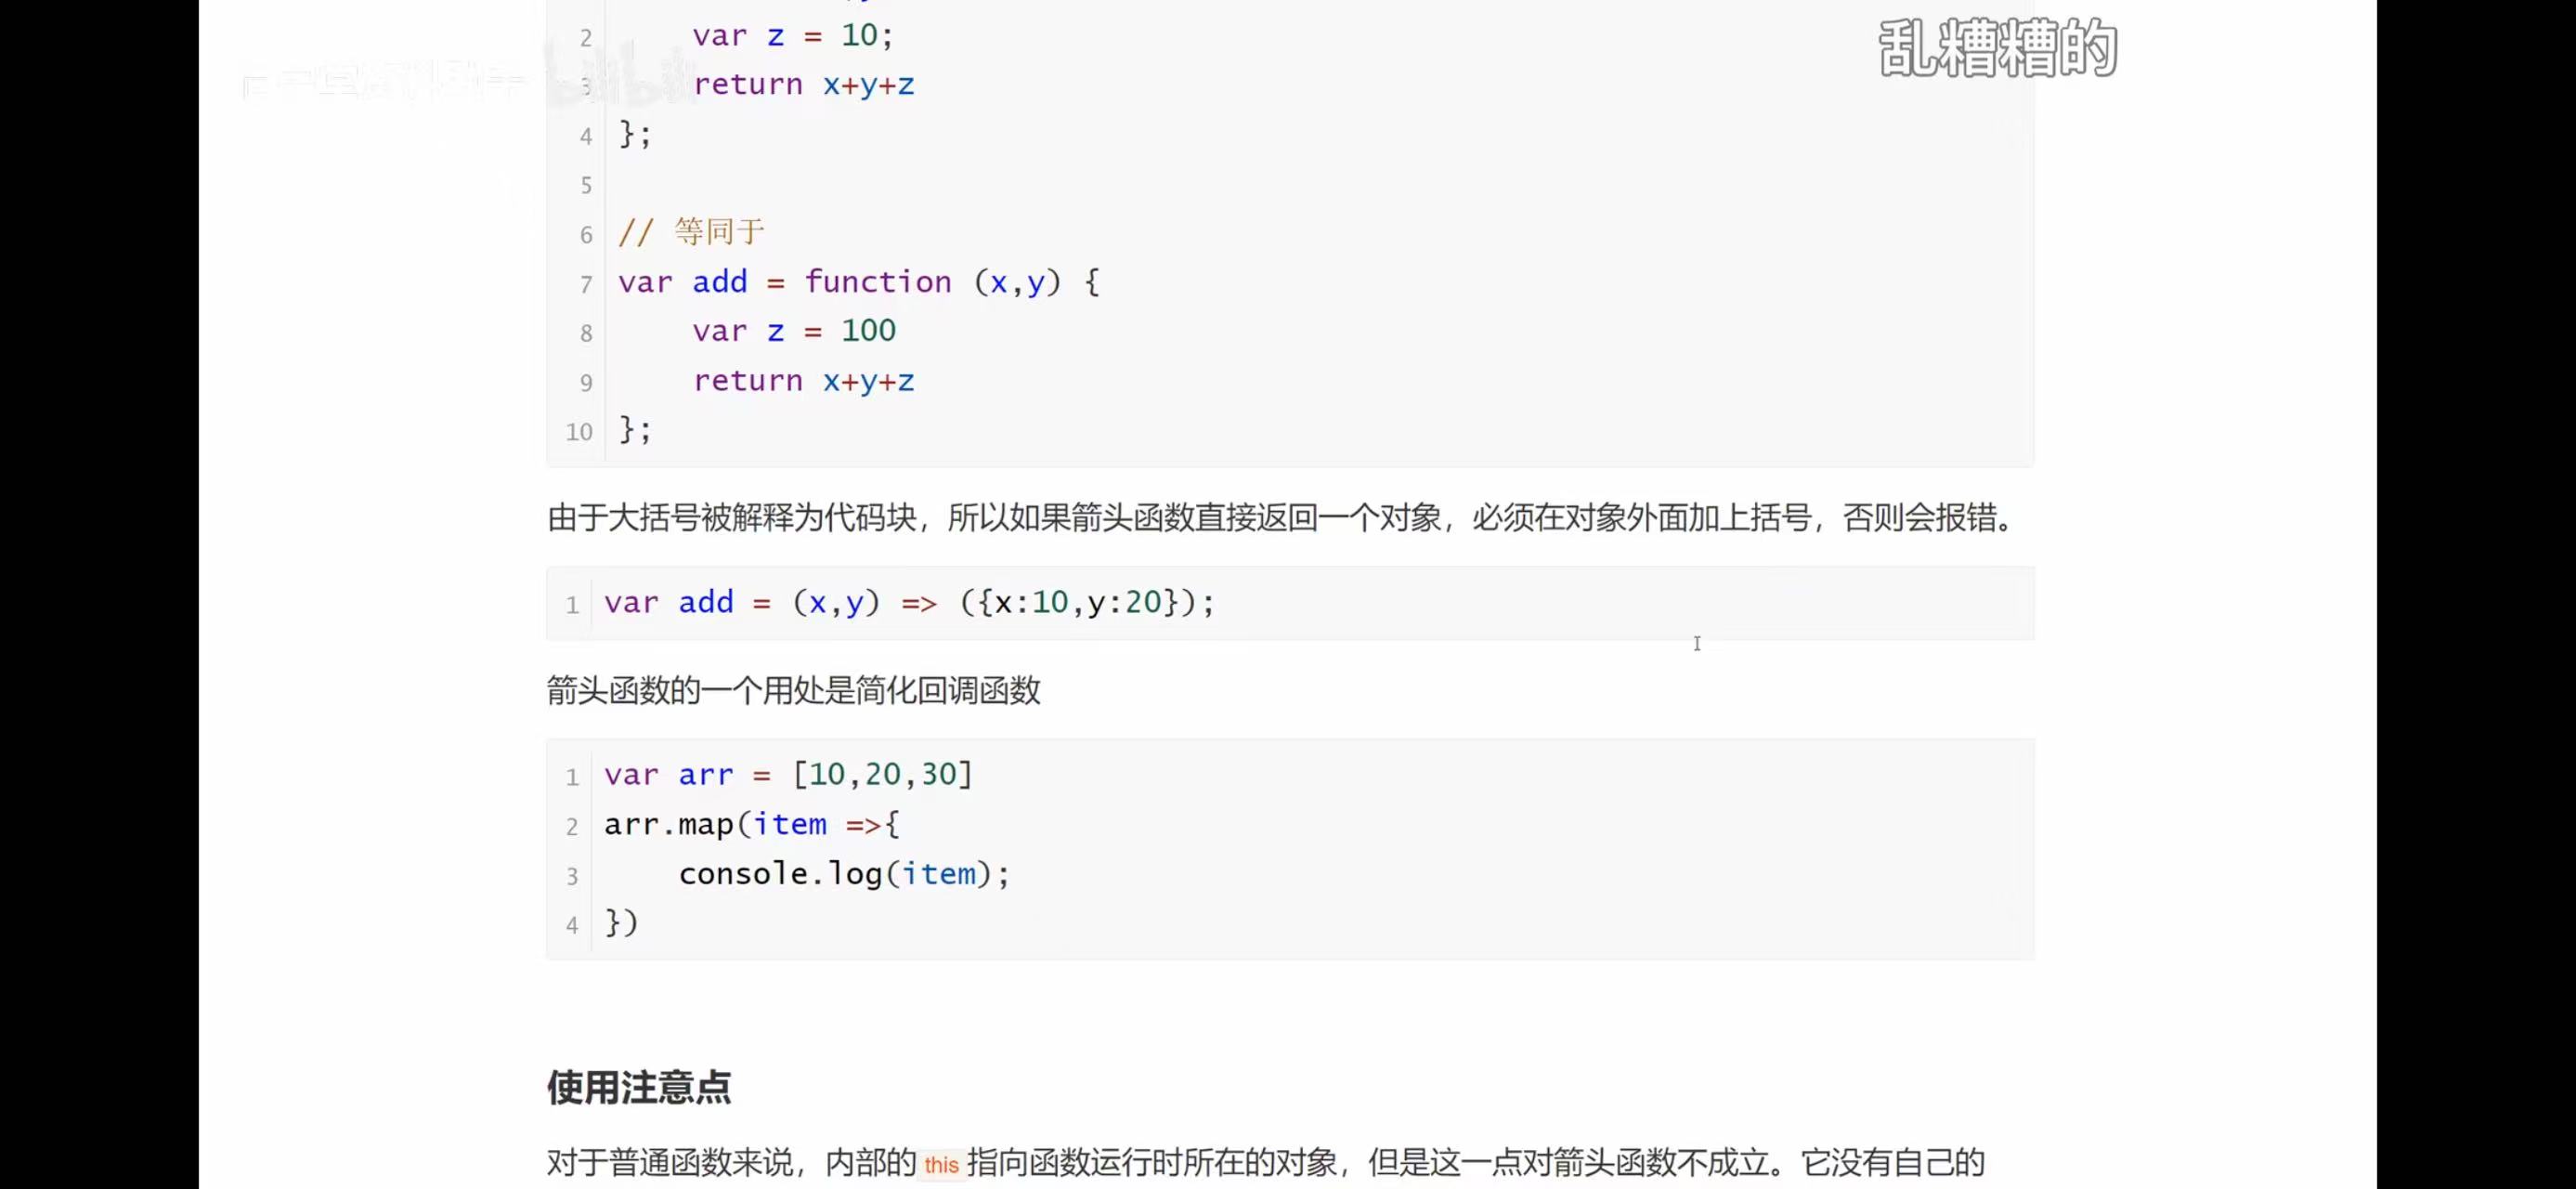 乱糟糟的
2 var z = 10;
bilibili
3 return x+y+z
4 };
5
6 // 等同于
7 var add = function (x,y) {
8 var z = 100
9 return x+y+z
10 };
由于大括号被解释为代码块，所以如果箭头函数直接返回一个对象，必须在对象外面加上括号，否则会报错。
1 var add = (x,y) => ({x:10,y:20});
箭头函数的一个用处是简化回调函数
1 var arr = [10,20,30]
2 arr.map(item =>{
3 console.log(item);
4 })
使用注意点
对于普通函数来说，内部的 this 指向函数运行时所在的对象，但是这一点对箭头函数不成立。它没有自己的